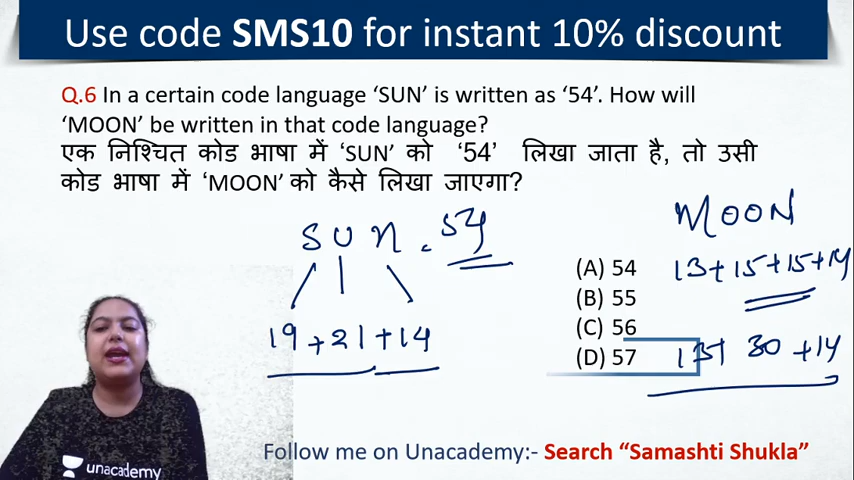 Use code SMS10 for instant 10% discount
Q.6 In a certain code language ‘SUN’ is written as ‘54’. How will
‘MOON’ be written in that code language?
एक निश्चित कोड भाषा में ‘SUN’ को ‘54’ लिखा जाता है, तो उसी
कोड भाषा में ‘MOON’ को कैसे लिखा जाएगा?
SUN. 54
19+21+14
(A) 54
(B) 55
(C) 56
(D) 57
MOON
13+15+15+14
13+ 30 +14
unacademy
Follow me on Unacademy:- Search “Samashti Shukla”